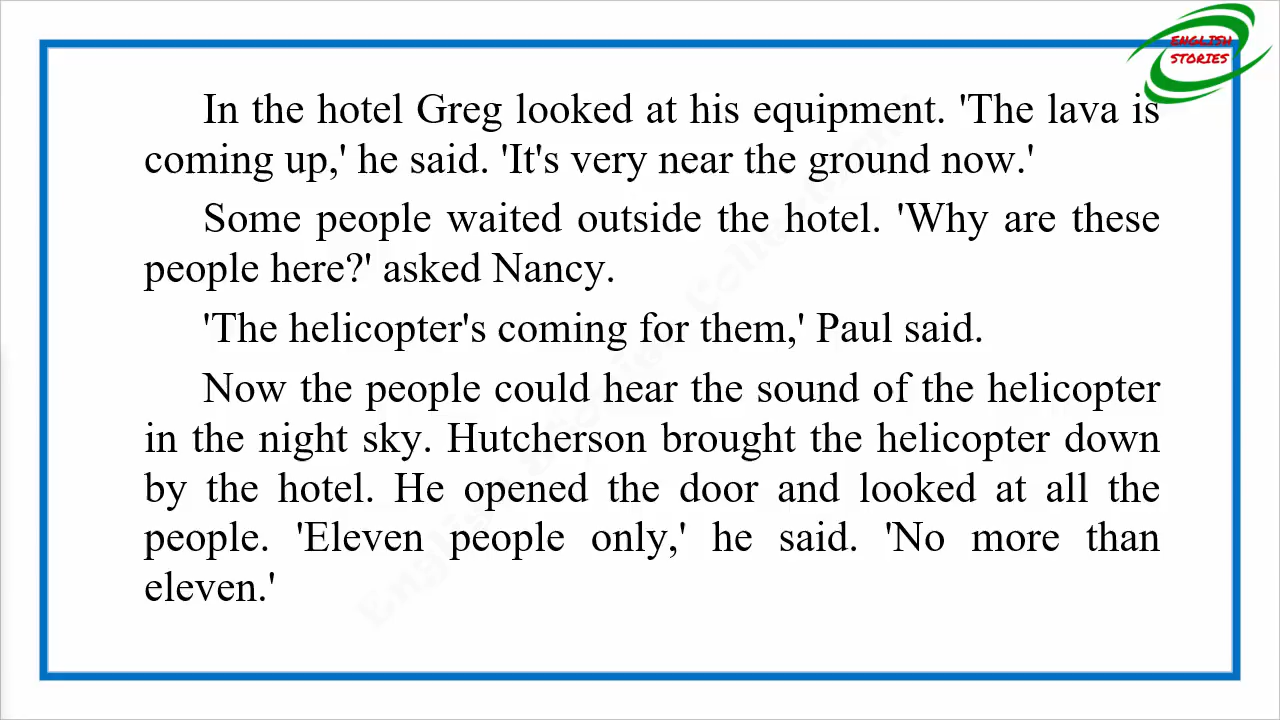 ENGLISH
STORIES
In the hotel Greg looked at his equipment. 'The lava is
coming up,' he said. 'It's very near the ground now.'
Some people waited outside the hotel. 'Why are these
people here?' asked Nancy.
'The helicopter's coming for them,' Paul said.
Now the people could hear the sound of the helicopter
in the night sky. Hutcherson brought the helicopter down
by the hotel. He opened the door and looked at all the
people. 'Eleven people only,' he said. 'No more than
eleven.'